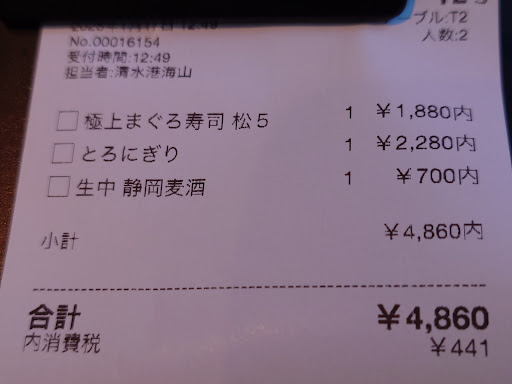 ブル:T2
No.00016154
人数:2
受付時間:12:49
担当者:清水港海山
□ 極上まぐろ寿司 松5 1 ¥1,880内
□ とろにぎり 1 ¥2,280内
□ 生中 静岡麦酒 1 ¥700内
小計 ¥4,860内
合計 ¥4,860
内消費税 ¥441